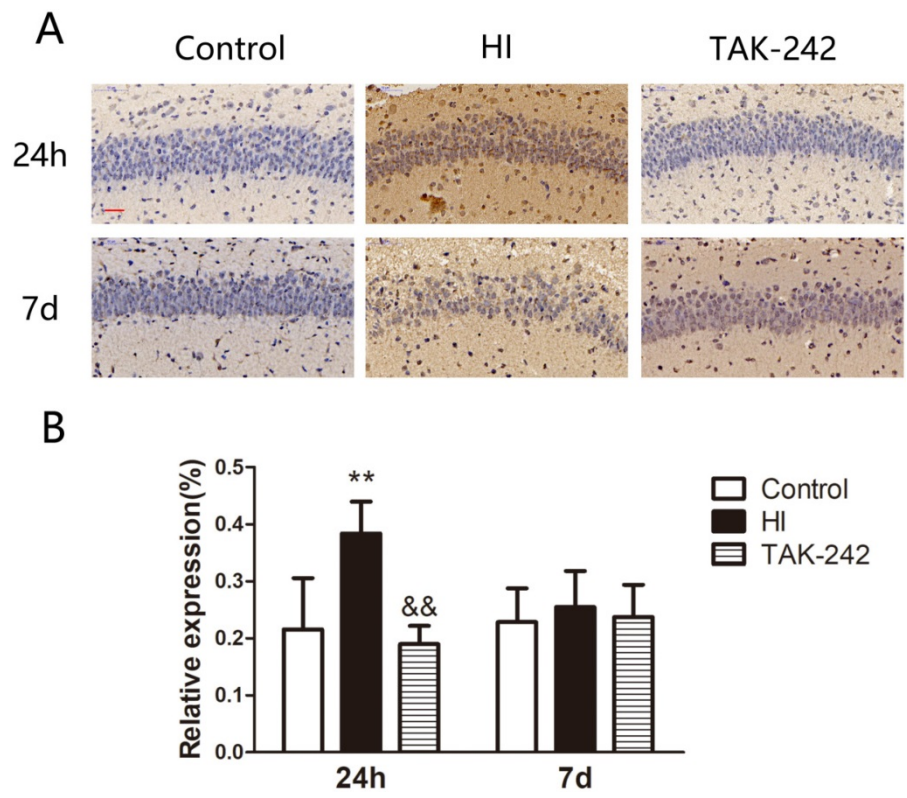 A
Control HI TAK-242
24h
7d
B
Relative expression(%)
0.5
0.4
0.3
0.2
0.1
0.0
**
&&
24h 7d
Control
HI
TAK-242